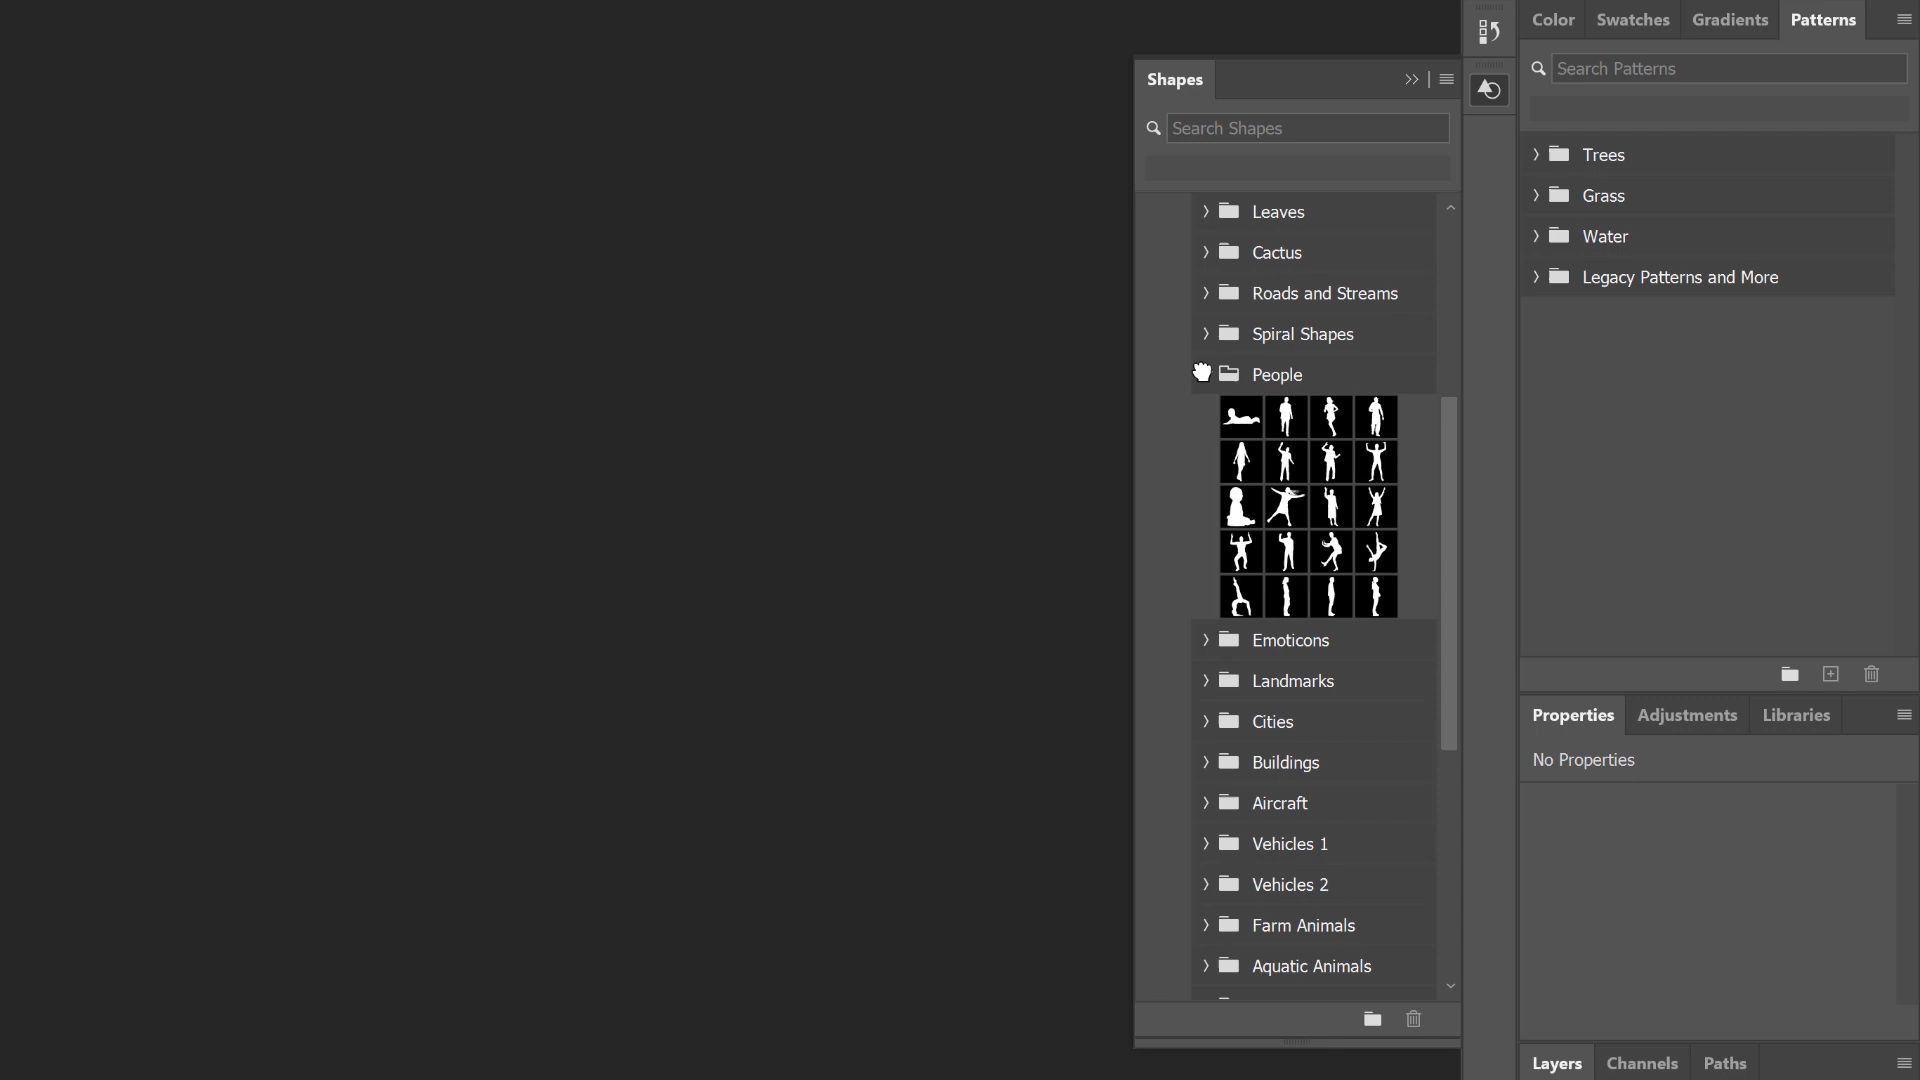 Color
Swatches
Gradients
Patterns
Search Patterns
Trees
Grass
Water
Legacy Patterns and More
Shapes
Search Shapes
Leaves
Cactus
Roads and Streams
Spiral Shapes
People
Emoticons
Landmarks
Cities
Buildings
Aircraft
Vehicles 1
Vehicles 2
Farm Animals
Aquatic Animals
Properties
Adjustments
Libraries
No Properties
Layers
Channels
Paths